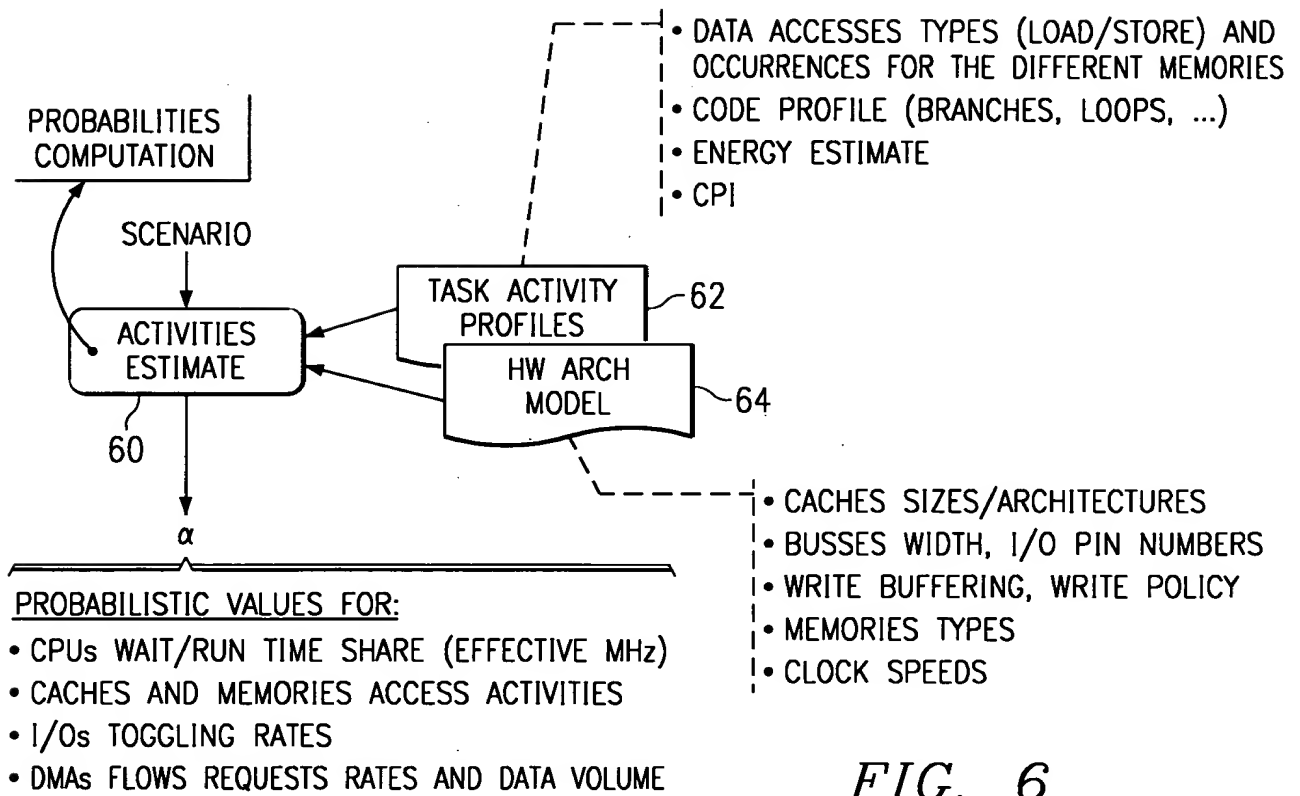 • DATA ACCESSES TYPES (LOAD/STORE) AND
OCCURRENCES FOR THE DIFFERENT MEMORIES
• CODE PROFILE (BRANCHES, LOOPS, ...)
• ENERGY ESTIMATE
• CPI
PROBABILITIES
COMPUTATION
SCENARIO
ACTIVITIES
ESTIMATE
60
TASK ACTIVITY
PROFILES
62
HW ARCH
MODEL
64
• CACHES SIZES/ARCHITECTURES
• BUSSES WIDTH, I/O PIN NUMBERS
• WRITE BUFFERING, WRITE POLICY
• MEMORIES TYPES
• CLOCK SPEEDS
α
PROBABILISTIC VALUES FOR:
• CPUs WAIT/RUN TIME SHARE (EFFECTIVE MHz)
• CACHES AND MEMORIES ACCESS ACTIVITIES
• I/Os TOGGLING RATES
• DMAs FLOWS REQUESTS RATES AND DATA VOLUME
FIG. 6